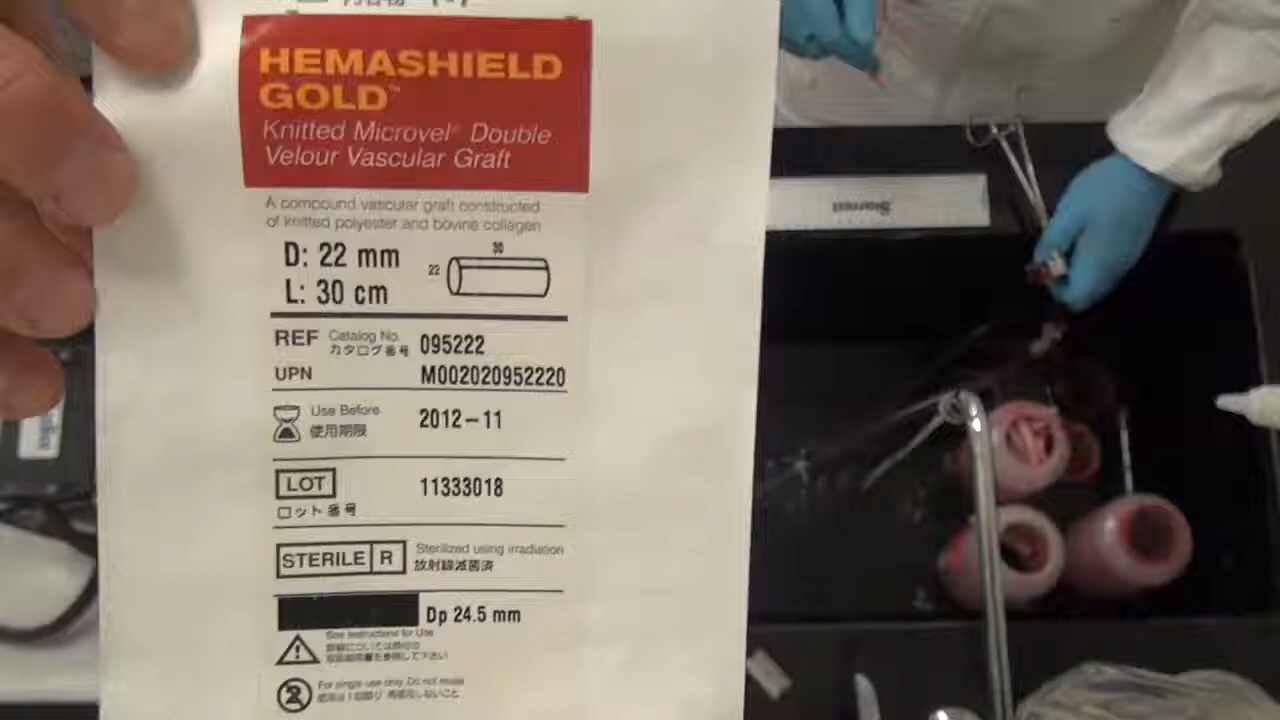 HEMASHIELD
GOLD™
Knitted Microvel® Double
Velour Vascular Graft
A compound vascular graft constructed
of knitted polyester and bovine collagen
D: 22 mm
30
22
L: 30 cm
REF Catalog No. カタログ番号 095222
UPN M002020952220
Use Before 2012-11
使用期限
LOT 11333018
ロット番号
STERILE R Sterilized using irradiation
放射線滅菌済
Dp 24.5 mm
See Instructions for Use
For single use only. Do not reuse.
2
Starrett